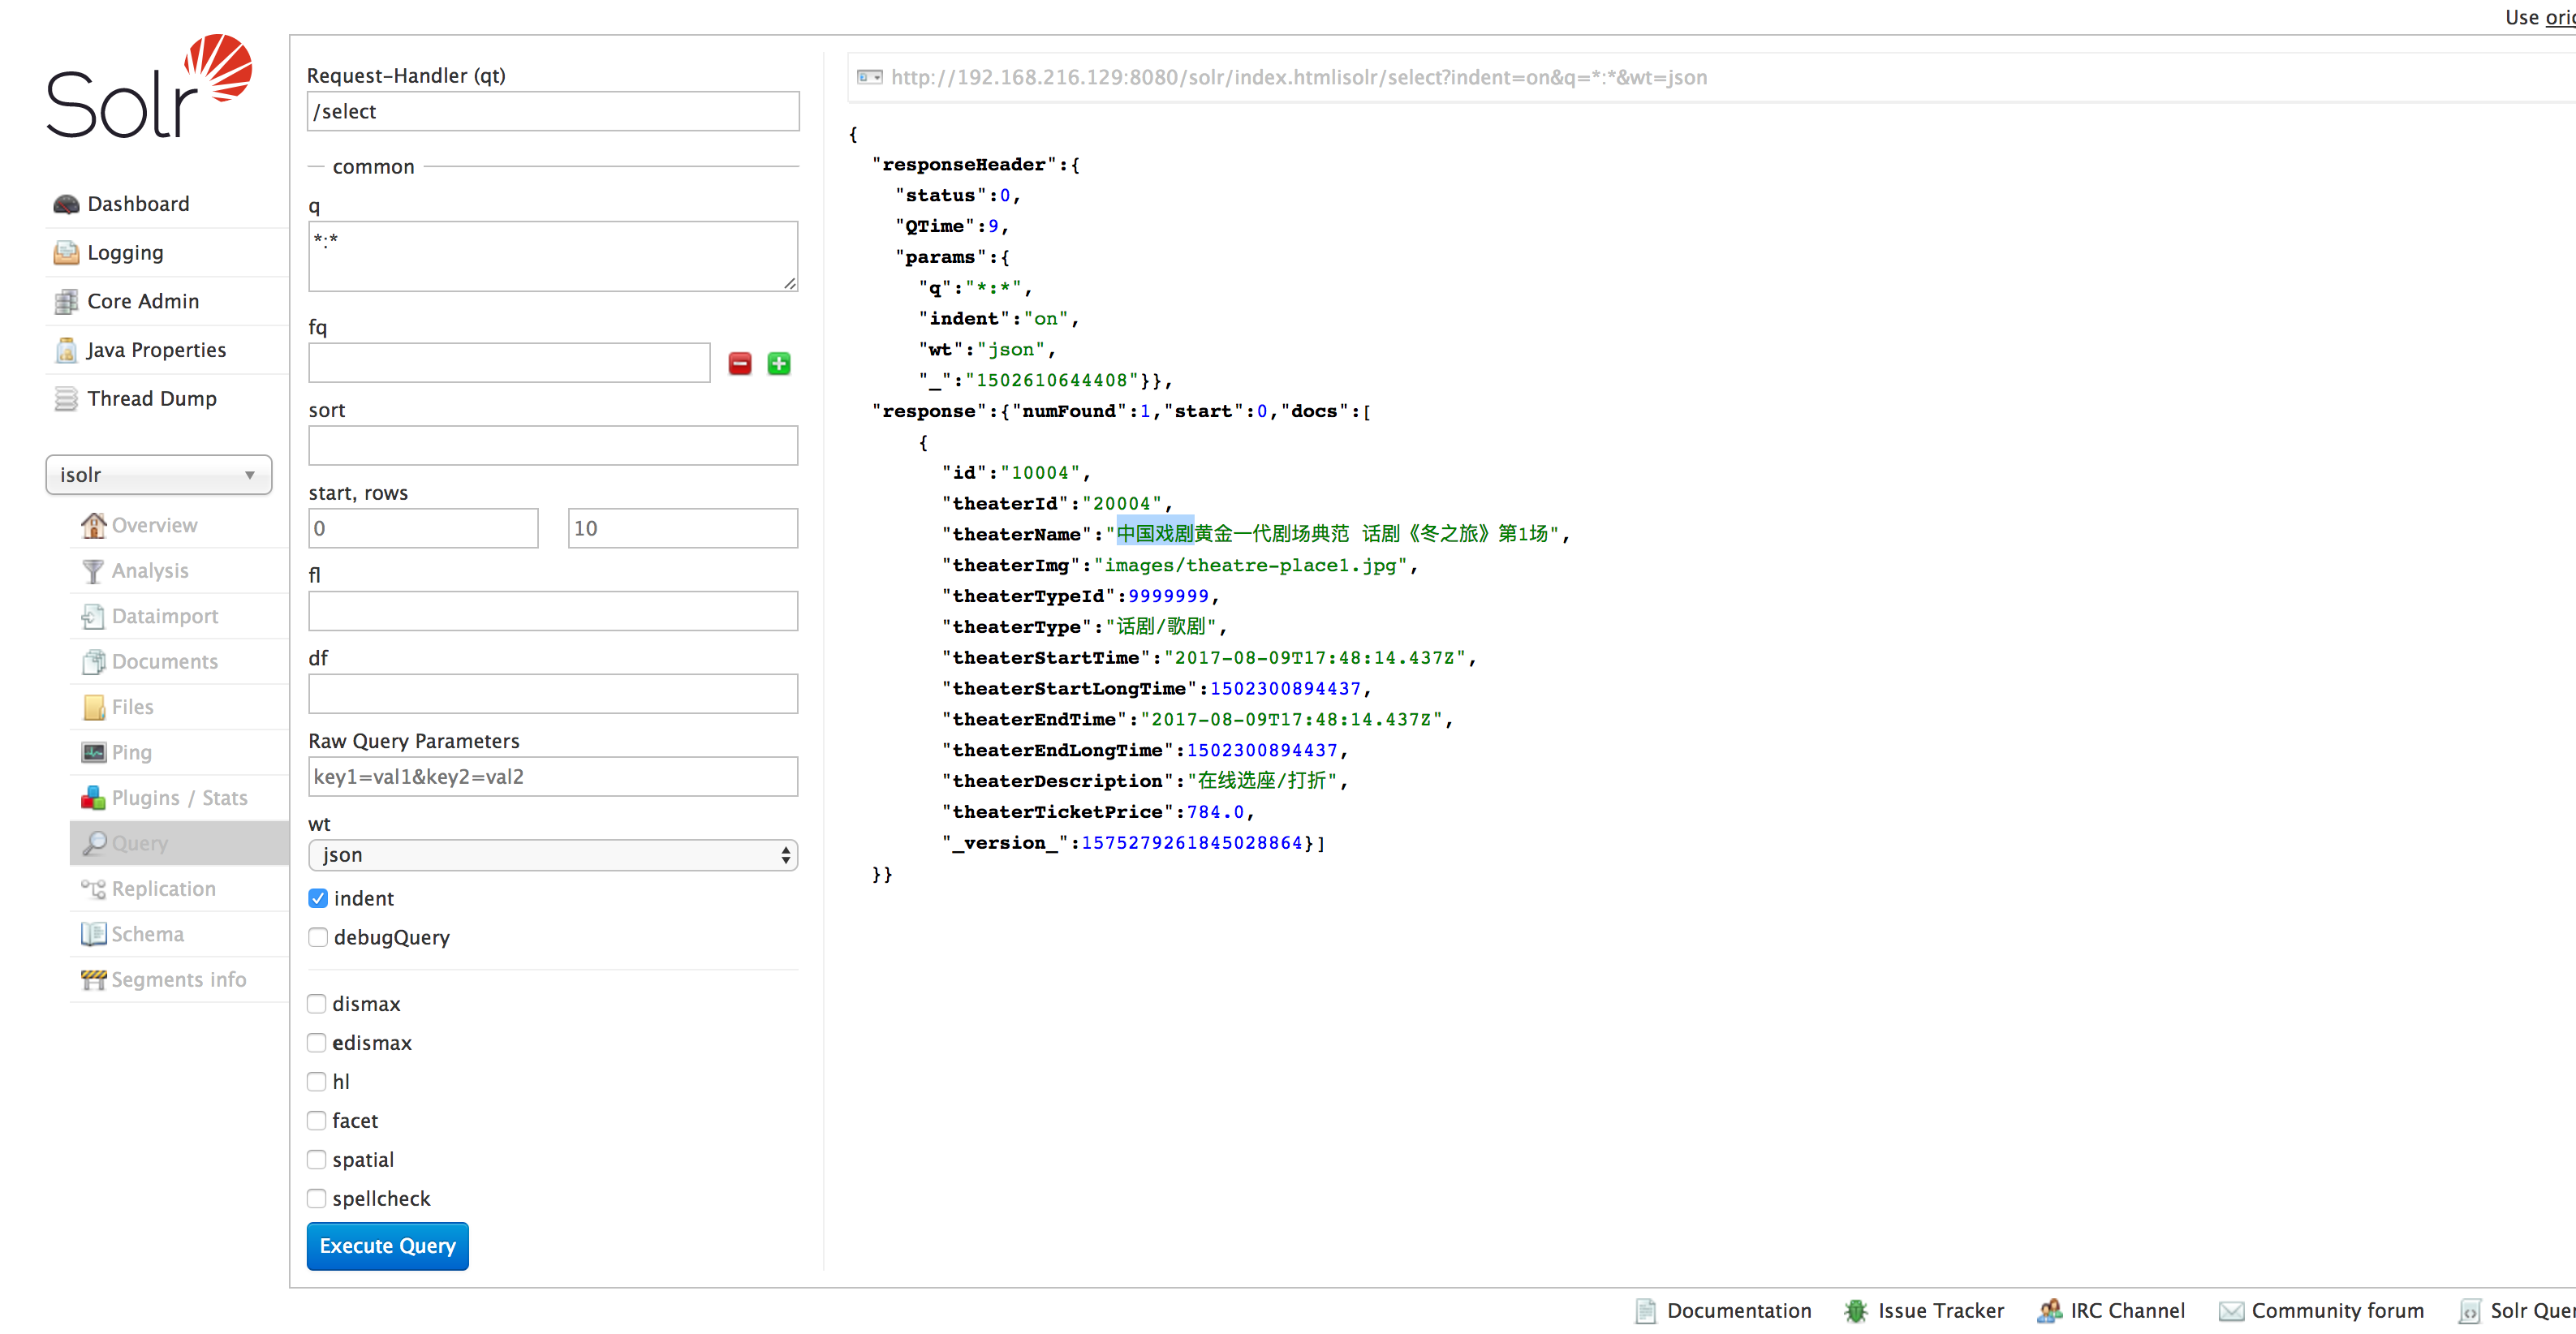 Use
Solr
Dashboard
Logging
Core Admin
Java Properties
Thread Dump
isolr
Overview
Analysis
Dataimport
Documents
Files
Ping
Plugins / Stats
Query
Replication
Schema
Segments info
Request-Handler (qt)
/select
common
q
*:*
fq
sort
start, rows
0
10
fl
df
Raw Query Parameters
key1=val1&key2=val2
wt
json
indent
debugQuery
dismax
edismax
hl
facet
spatial
spellcheck
Execute Query
http://192.168.216.129:8080/solr/index.htmlisolr/select?indent=on&q=*:*&wt=json
{
"responseHeader":{
"status":0,
"QTime":9,
"params":{
"q":"*:*",
"indent":"on",
"wt":"json",
"_":"1502610644408"}},
"response":{"numFound":1,"start":0,"docs":[
{
"id":"10004",
"theaterId":"20004",
"theaterName":"中国戏剧黄金一代剧场典范 话剧《冬之旅》第1场",
"theaterImg":"images/theatre-place1.jpg",
"theaterTypeId":9999999,
"theaterType":"话剧/歌剧",
"theaterStartTime":"2017-08-09T17:48:14.437Z",
"theaterStartLongTime":1502300894437,
"theaterEndTime":"2017-08-09T17:48:14.437Z",
"theaterEndLongTime":1502300894437,
"theaterDescription":"在线选座/打折",
"theaterTicketPrice":784.0,
"_version_":1575279261845028864}]
}}
Documentation
Issue Tracker
IRC Channel
Community forum
Solr